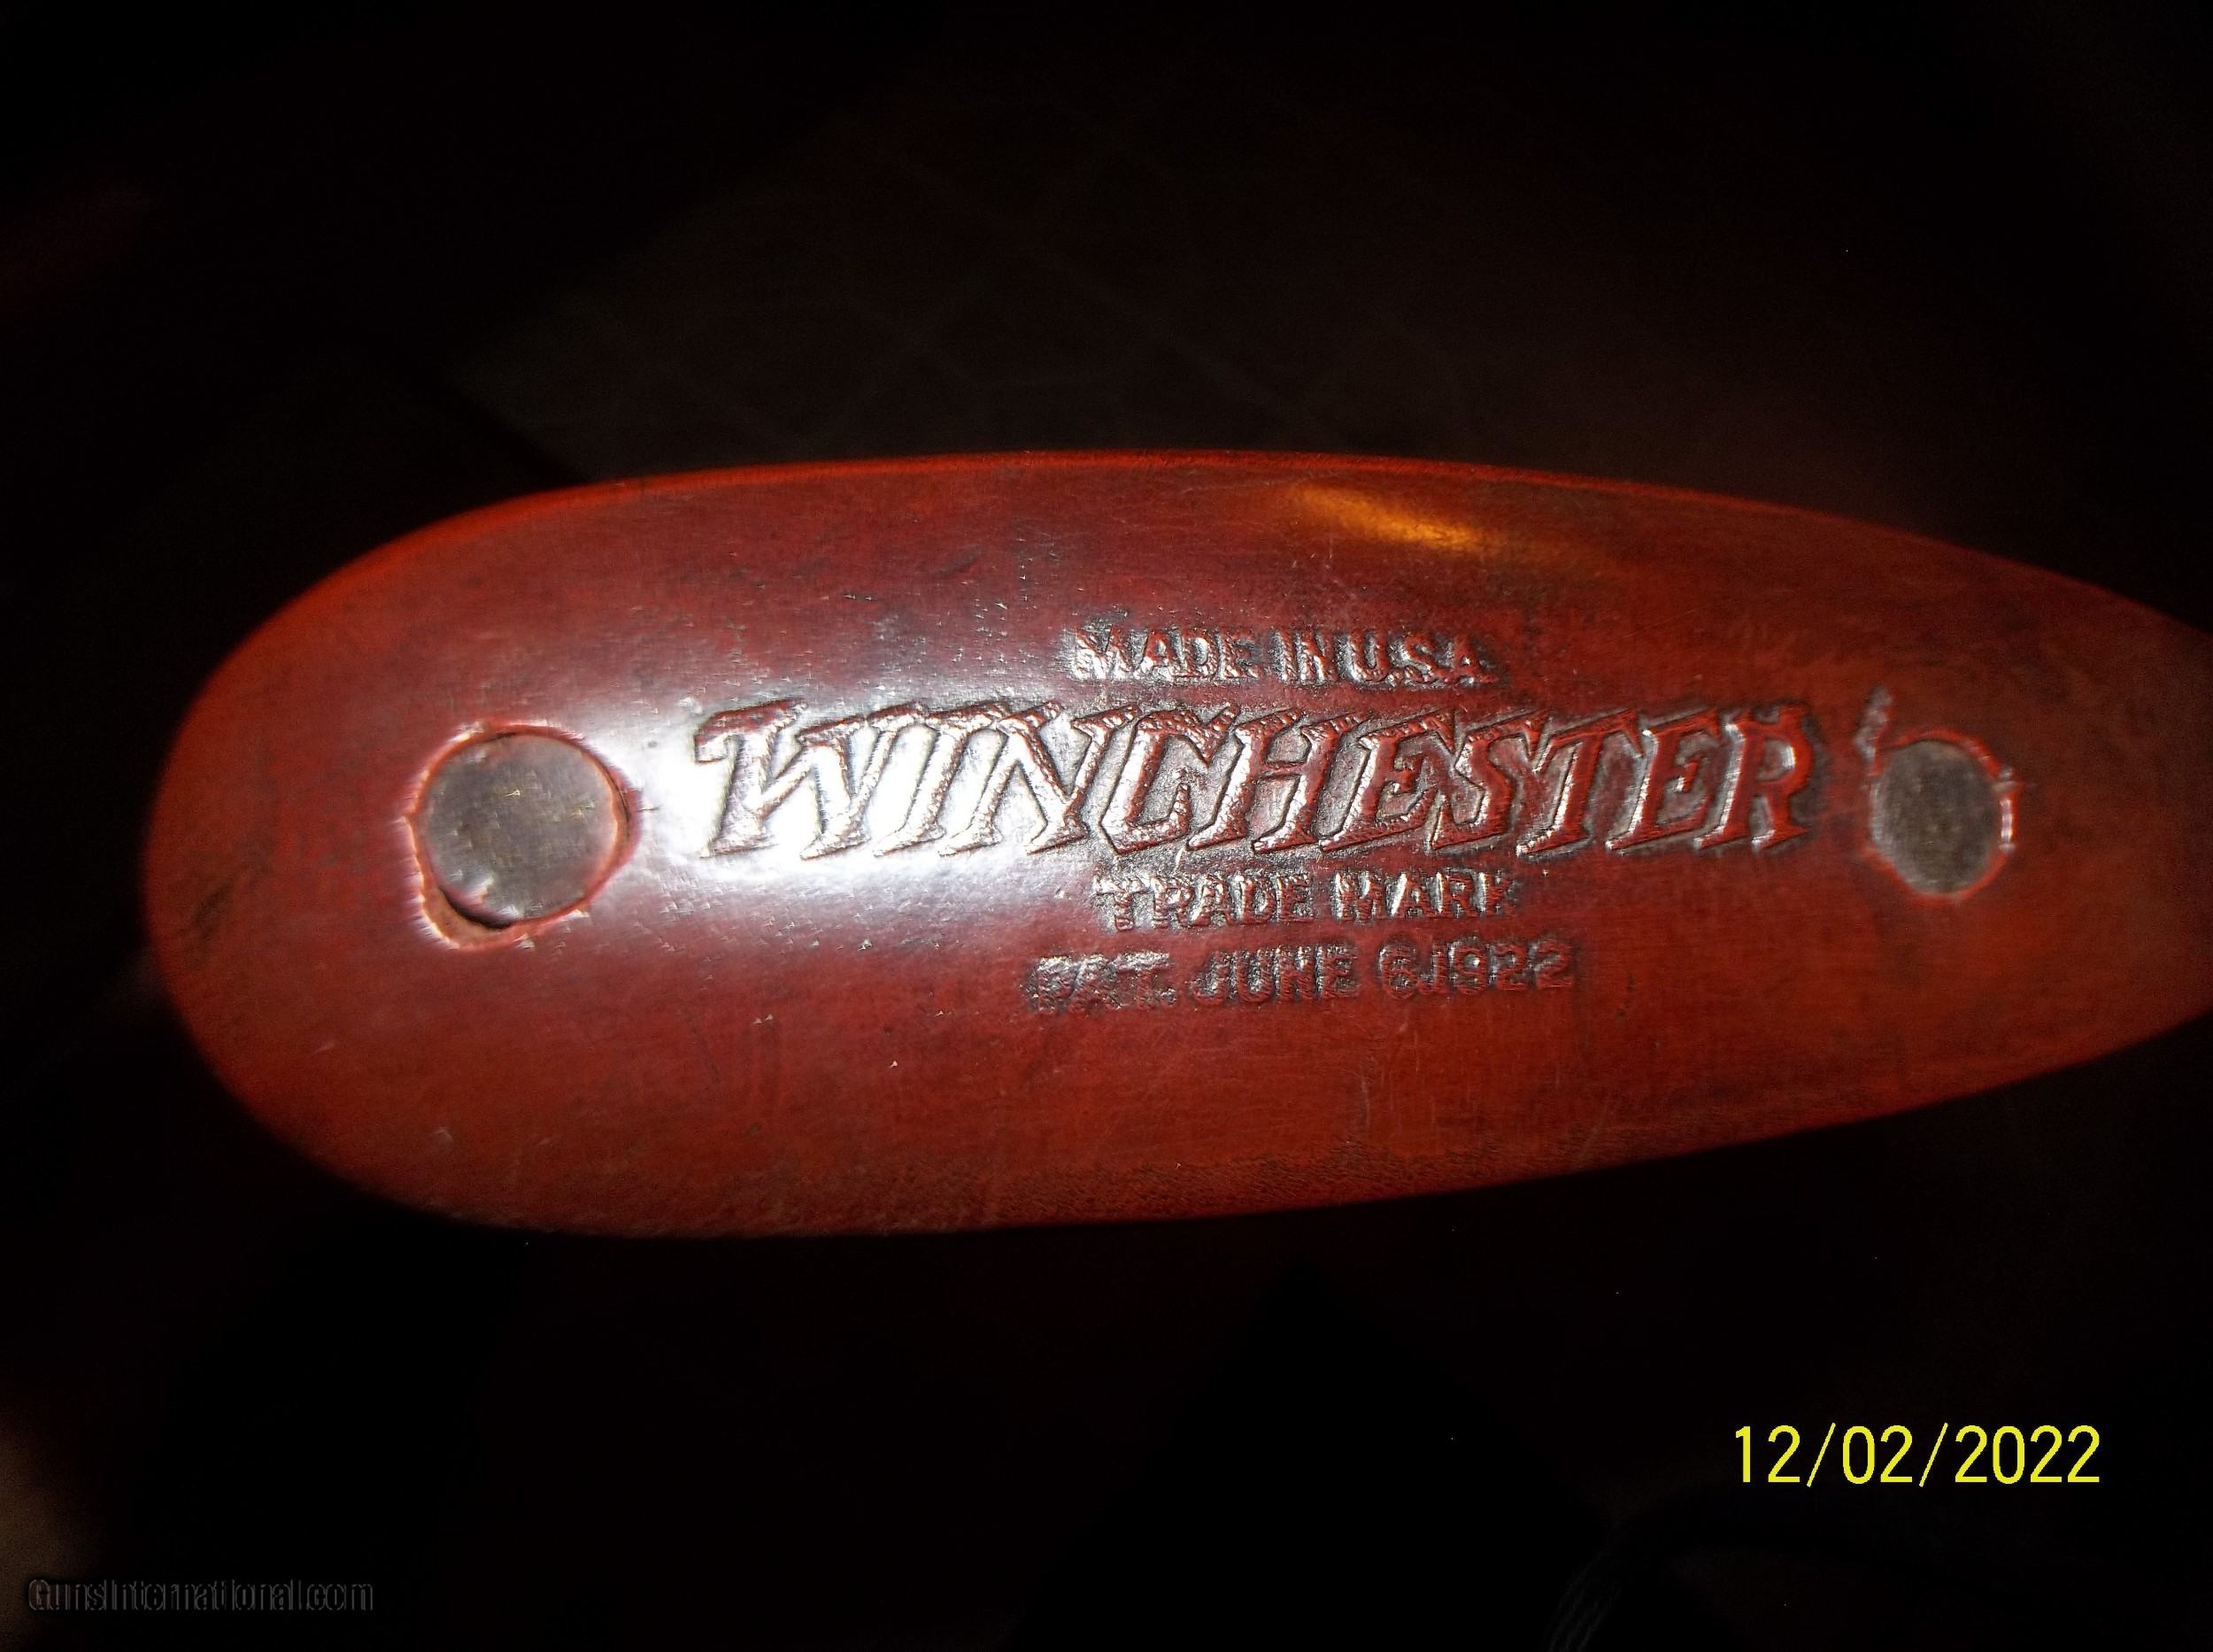 MADE IN U.S.A.
WINCHESTER
TRADE MARK
PAT. JUNE 6,1922
12/02/2022
GunsInternational.com